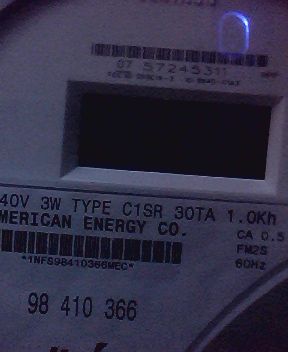 07 57245311
40V 3W TYPE C1SR 30TA 1.0Kh
MERICAN ENERGY CO.
CA 0.5
FM2S
60Hz
*1NFS98410366MEC*
98 410 366